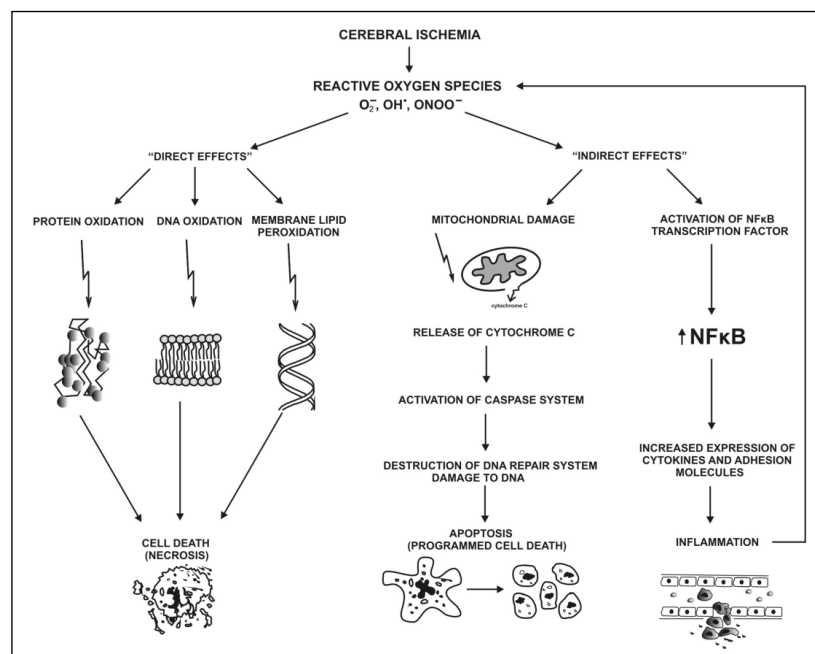 CEREBRAL ISCHEMIA
REACTIVE OXYGEN SPECIES
O₂⁻, OH˙, ONOO⁻
“DIRECT EFFECTS”
“INDIRECT EFFECTS”
PROTEIN OXIDATION
DNA OXIDATION
MEMBRANE LIPID
PEROXIDATION
MITOCHONDRIAL DAMAGE
ACTIVATION OF NFκB
TRANSCRIPTION FACTOR
cytochrome C
RELEASE OF CYTOCHROME C
↑NFκB
ACTIVATION OF CASPASE SYSTEM
DESTRUCTION OF DNA REPAIR SYSTEM
DAMAGE TO DNA
INCREASED EXPRESSION OF
CYTOKINES AND ADHESION
MOLECULES
CELL DEATH
(NECROSIS)
APOPTOSIS
(PROGRAMMED CELL DEATH)
INFLAMMATION